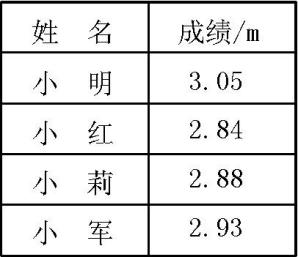 姓 名 成绩/m
小 明 3.05
小 红 2.84
小 莉 2.88
小 军 2.93